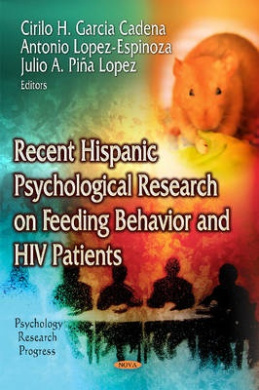 Cirilo H. Garcia Cadena
Antonio Lopez-Espinoza
Julio A. Piña Lopez
Editors
Recent Hispanic
Psychological Research
on Feeding Behavior and
HIV Patients
Psychology
Research
Progress
NOVA